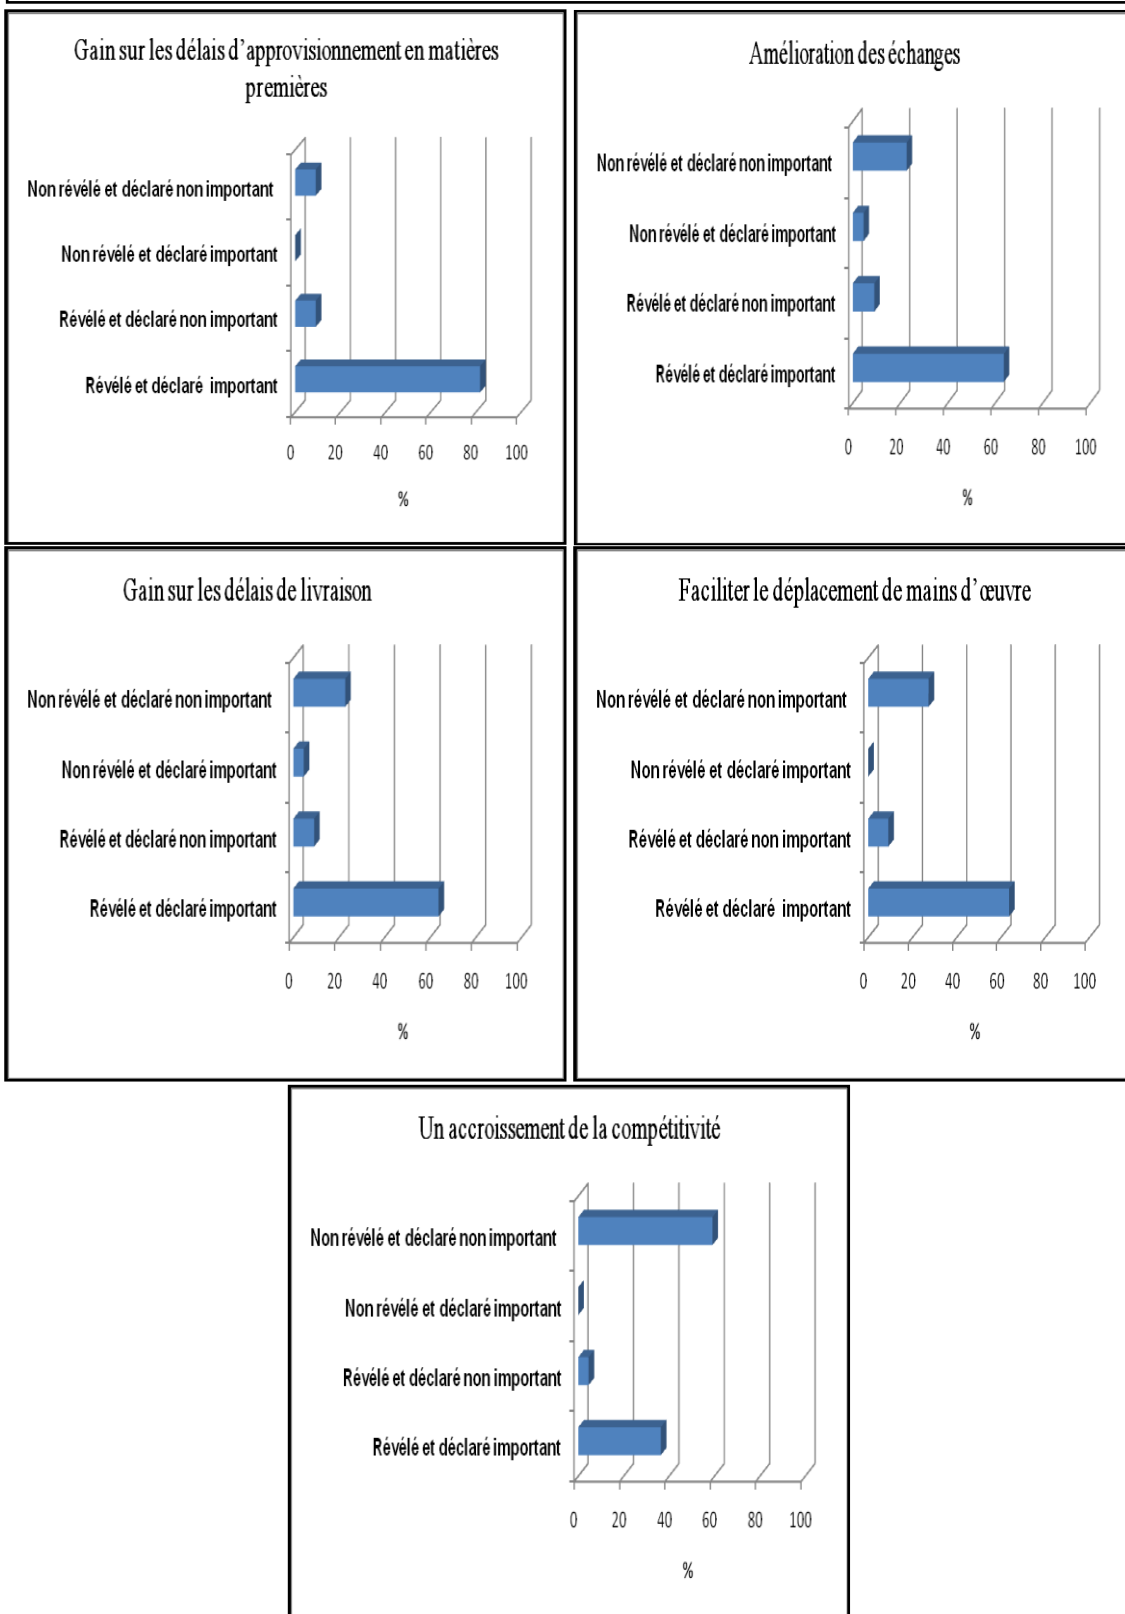 Gain sur les délais d’approvisionnement en matières
premières
Non révélé et déclaré non important
Non révélé et déclaré important
Révélé et déclaré non important
Révélé et déclaré important
0 20 40 60 80 100
%
Amélioration des échanges
Non révélé et déclaré non important
Non révélé et déclaré important
Révélé et déclaré non important
Révélé et déclaré important
0 20 40 60 80 100
%
Gain sur les délais de livraison
Non révélé et déclaré non important
Non révélé et déclaré important
Révélé et déclaré non important
Révélé et déclaré important
0 20 40 60 80 100
%
Faciliter le déplacement de mains d’œuvre
Non révélé et déclaré non important
Non révélé et déclaré important
Révélé et déclaré non important
Révélé et déclaré important
0 20 40 60 80 100
%
Un accroissement de la compétitivité
Non révélé et déclaré non important
Non révélé et déclaré important
Révélé et déclaré non important
Révélé et déclaré important
0 20 40 60 80 100
%